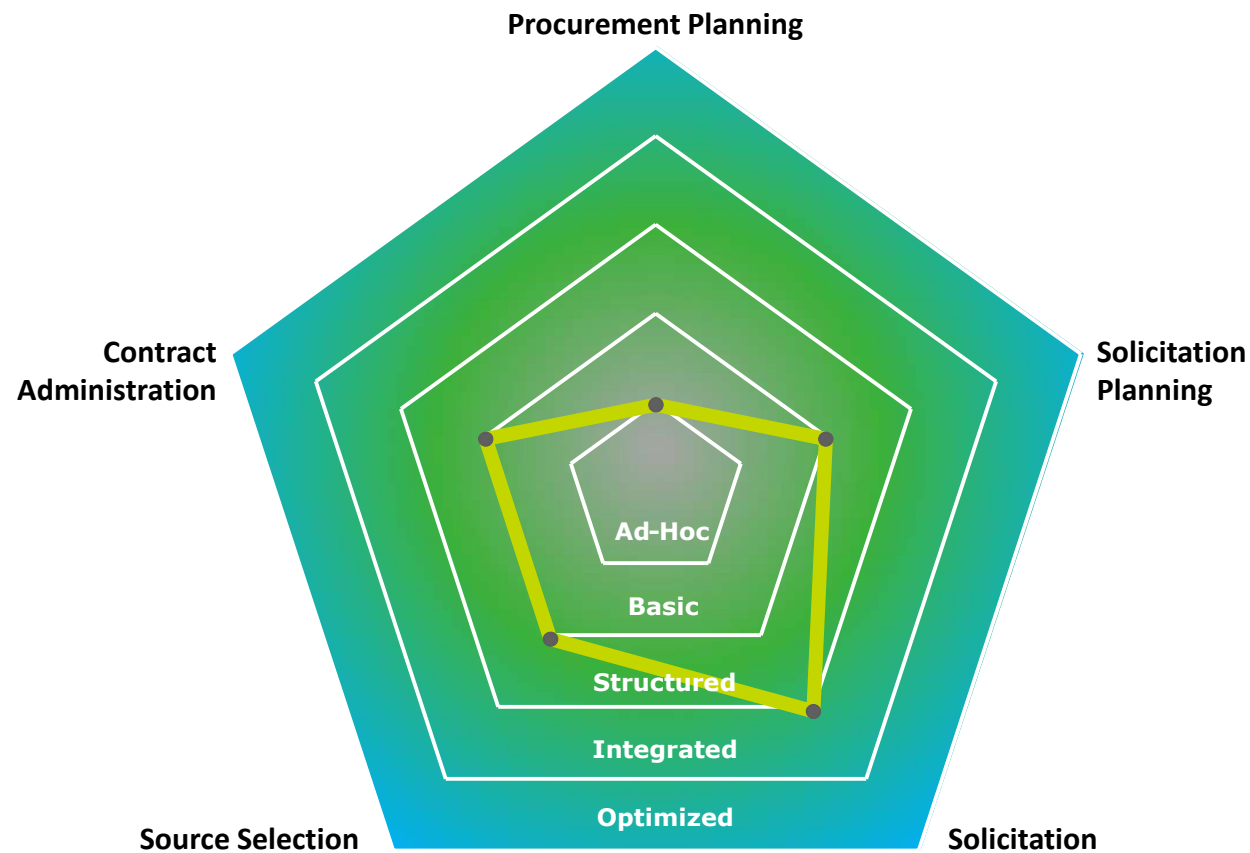 Procurement Planning
Contract
Administration
Solicitation
Planning
Ad-Hoc
Basic
Structured
Integrated
Optimized
Source Selection
Solicitation